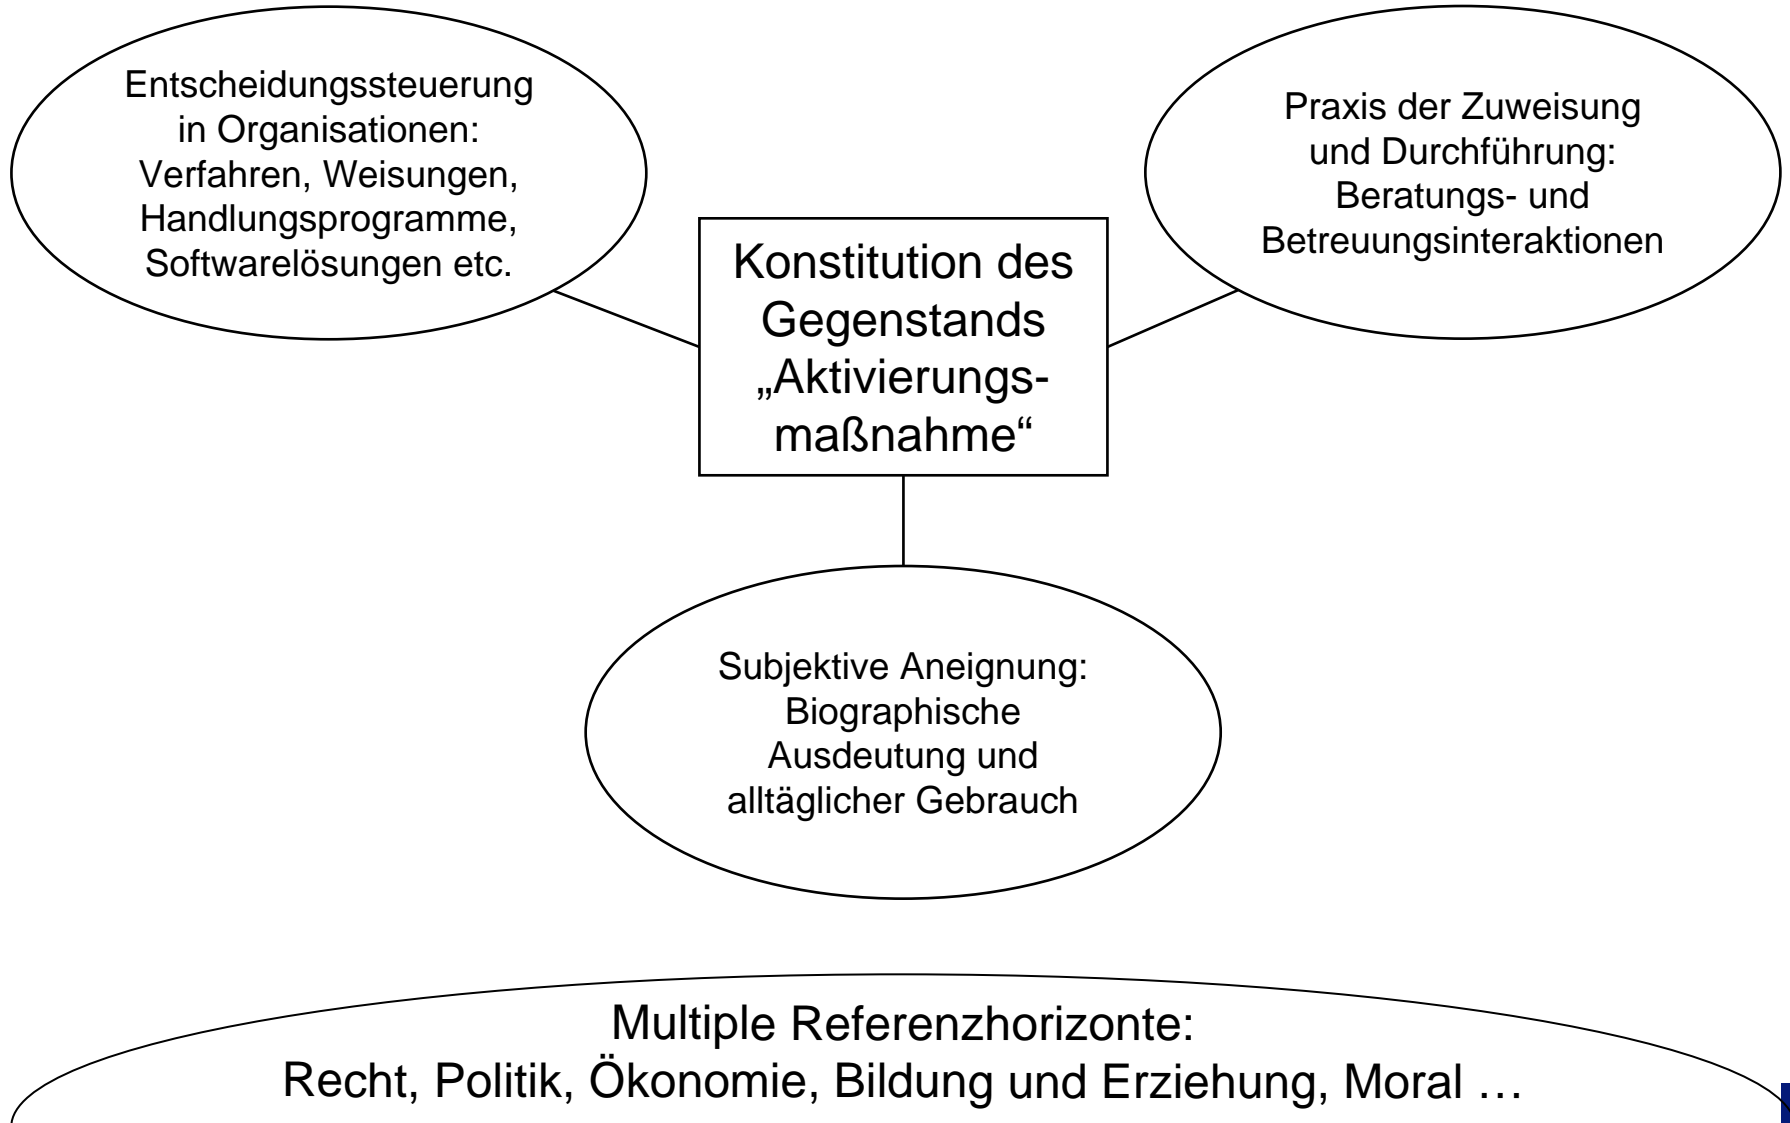 Entscheidungssteuerung
in Organisationen:
Verfahren, Weisungen,
Handlungsprogramme,
Softwarelösungen etc.
Praxis der Zuweisung
und Durchführung:
Beratungs- und
Betreuungsinteraktionen
Konstitution des
Gegenstands
„Aktivierungs-
maßnahme“
Subjektive Aneignung:
Biographische
Ausdeutung und
alltäglicher Gebrauch
Multiple Referenzhorizonte:
Recht, Politik, Ökonomie, Bildung und Erziehung, Moral …